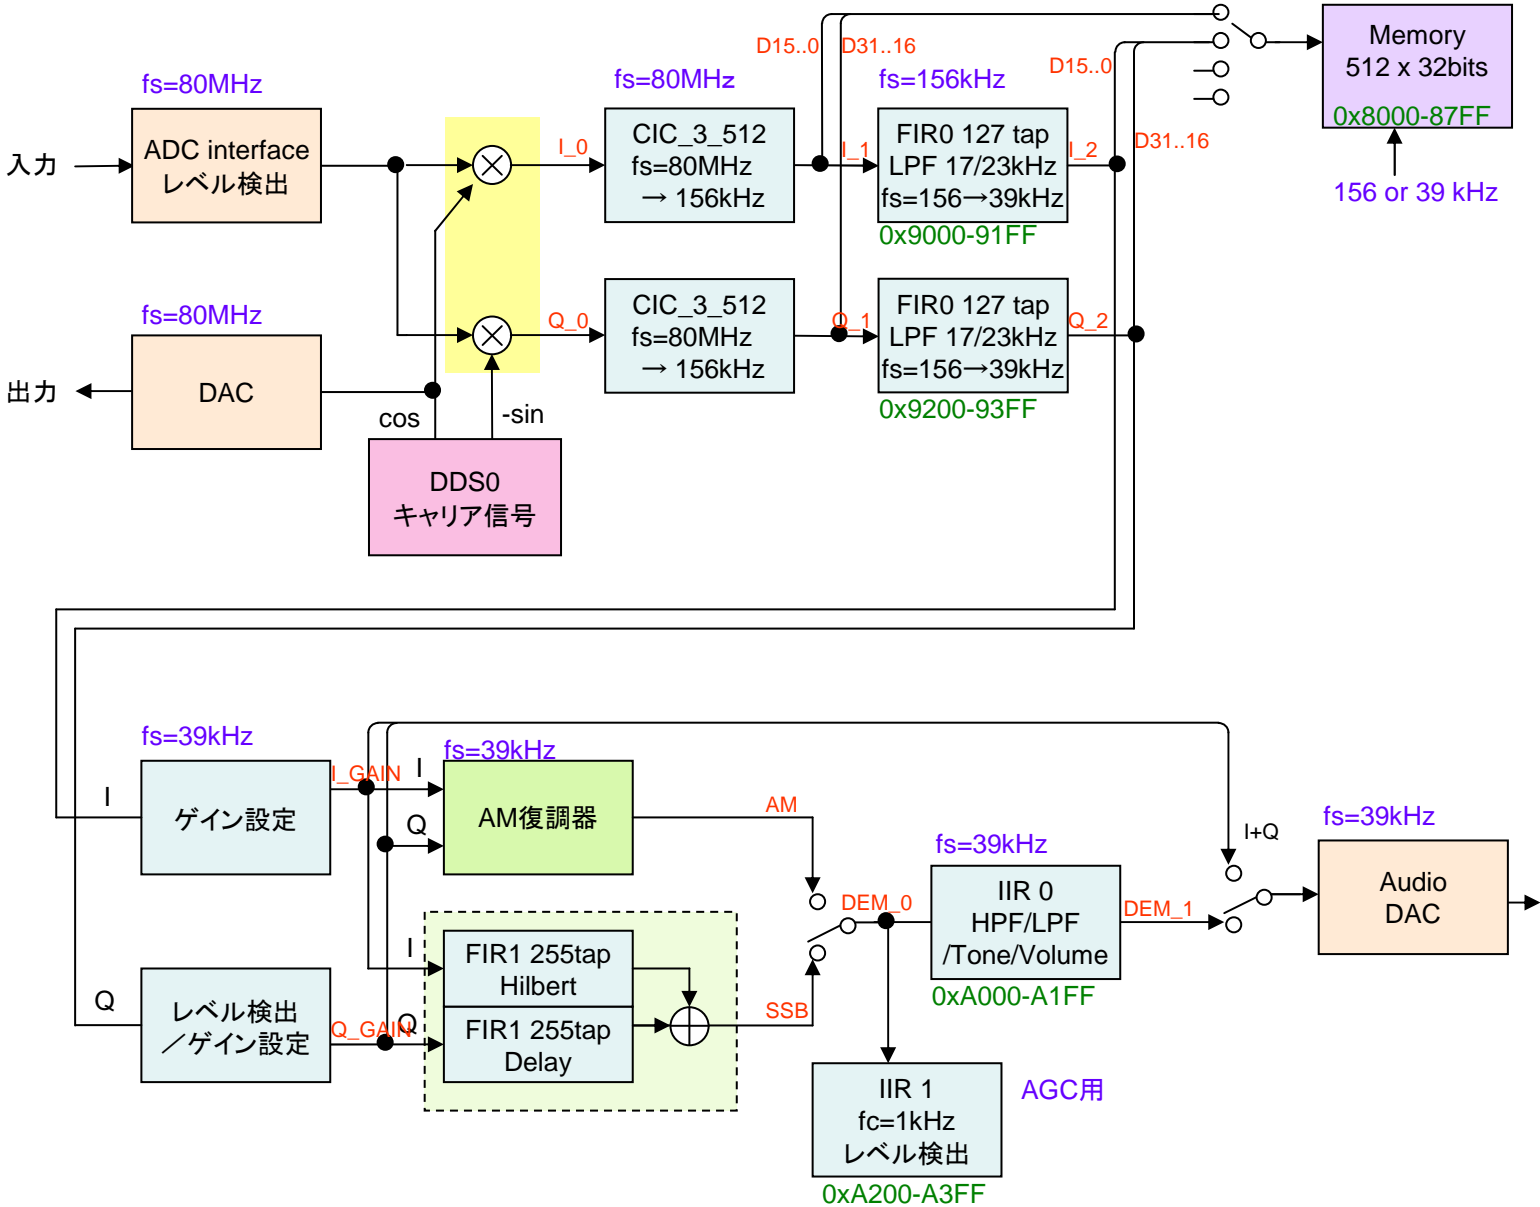 D15..0
D31..16
Memory
512 x 32bits
0x8000-87FF
156 or 39 kHz
D15..0
D31..16
fs=80MHz
fs=80MHz
fs=156kHz
入力
ADC interface
レベル検出
I_0
CIC_3_512
fs=80MHz
→ 156kHz
I_1
FIR0 127 tap
LPF 17/23kHz
fs=156→39kHz
I_2
0x9000-91FF
fs=80MHz
出力
DAC
Q_0
CIC_3_512
fs=80MHz
→ 156kHz
Q_1
FIR0 127 tap
LPF 17/23kHz
fs=156→39kHz
Q_2
0x9200-93FF
cos
-sin
DDS0
キャリア信号
fs=39kHz
I
ゲイン設定
I_GAIN
I
Q
fs=39kHz
AM復調器
AM
Q
レベル検出
／ゲイン設定
Q_GAIN
I
Q
FIR1 255tap
Hilbert
FIR1 255tap
Delay
SSB
DEM_0
fs=39kHz
IIR 0
HPF/LPF
/Tone/Volume
0xA000-A1FF
DEM_1
I+Q
fs=39kHz
Audio
DAC
IIR 1
fc=1kHz
レベル検出
0xA200-A3FF
AGC用